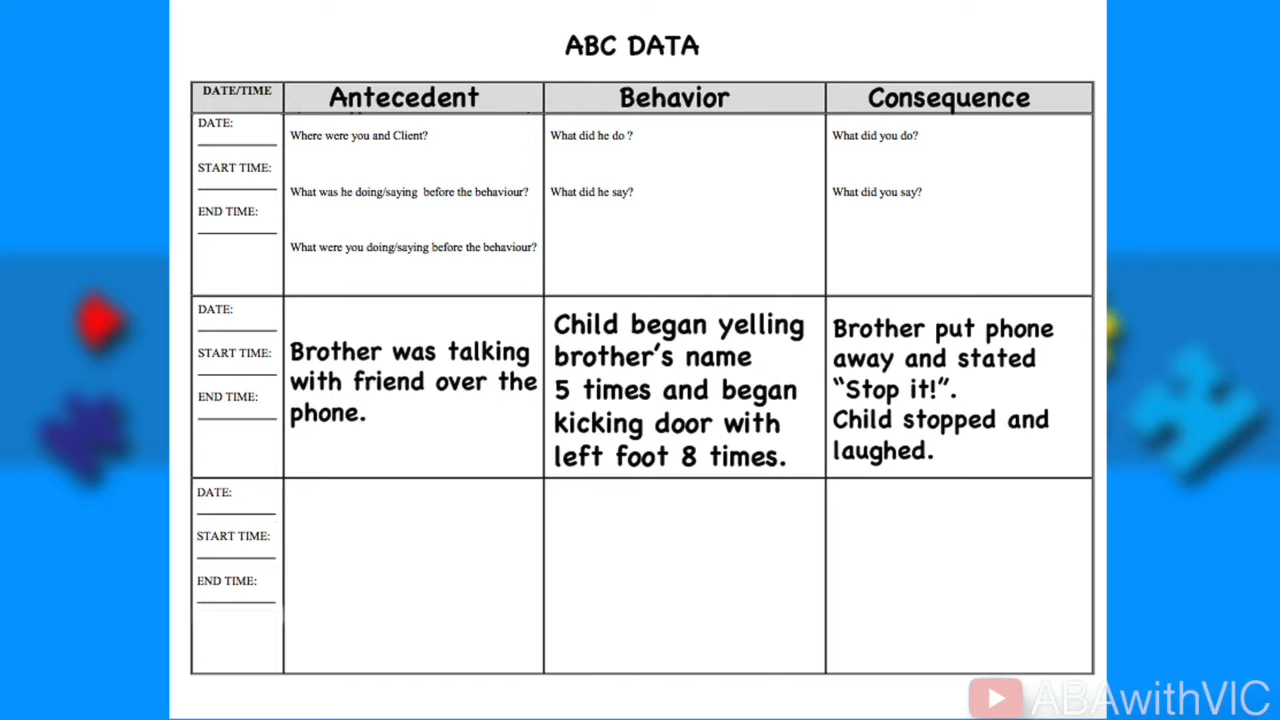 ABC DATA
DATE/TIME
Antecedent
Behavior
Consequence
DATE:
START TIME:
END TIME:
Where were you and Client?
What was he doing/saying  before the behaviour?
What were you doing/saying before the behaviour?
What did he do ?
What did he say?
What did you do?
What did you say?
DATE:
START TIME:
END TIME:
Brother was talking
with friend over the
phone.
Child began yelling
brother's name
5 times and began
kicking door with
left foot 8 times.
Brother put phone
away and stated
"Stop it!".
Child stopped and
laughed.
DATE:
START TIME:
END TIME:
ABAwithVIC